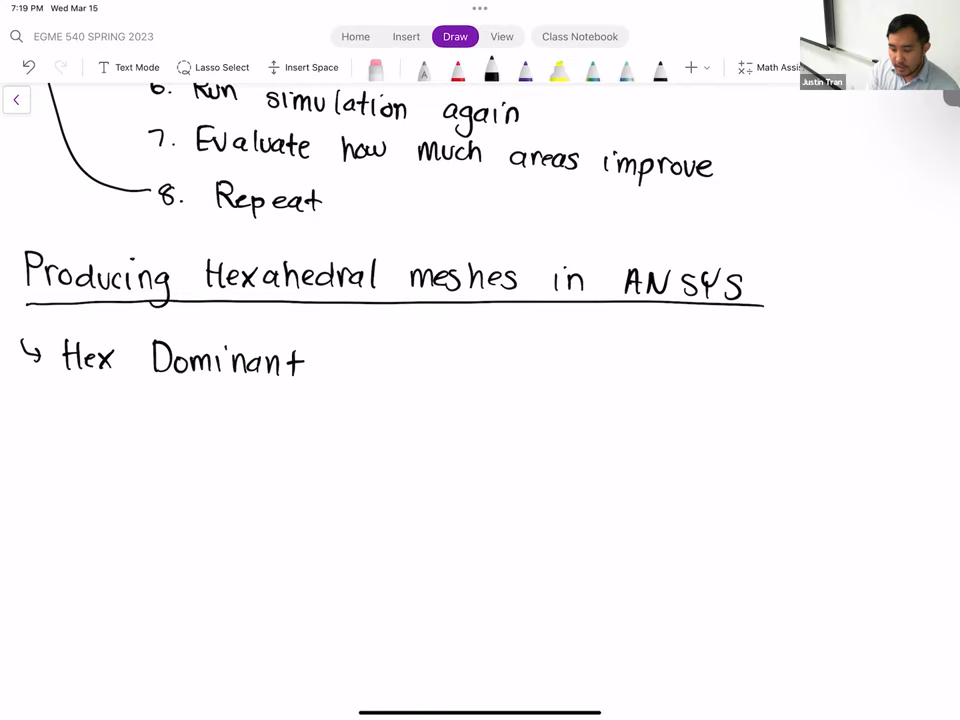 7:19 PM Wed Mar 15
EGME 540 SPRING 2023
Home Insert Draw View Class Notebook
Text Mode Lasso Select Insert Space Math Assis
Justin Tran
6. Run simulation again
7. Evaluate how much areas improve
8. Repeat
Producing Hexahedral meshes in ANSYS
↳ Hex Dominant